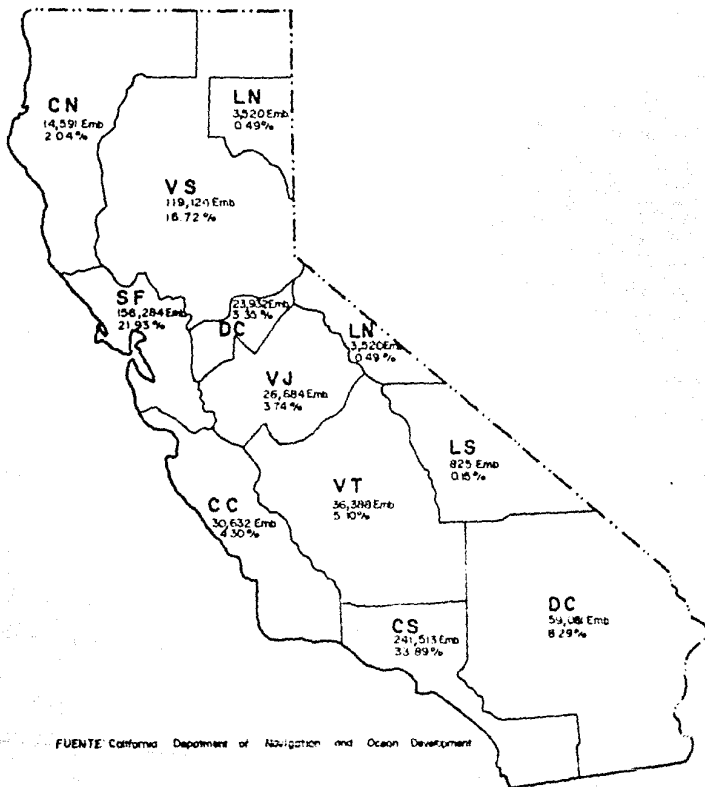 CN
14,591 Emb
2.04%
LN
3,520 Emb
0.49%
VS
119,124 Emb
16.72%
SF
156,284 Emb
21.93%
23,932 Emb
3.35%
DC
LN
3,520 Emb
0.49%
VJ
26,684 Emb
3.74%
LS
825 Emb
0.15%
VT
36,388 Emb
5.10%
CC
30,632 Emb
4.30%
DC
59,081 Emb
8.29%
CS
241,513 Emb
33.89%
FUENTE California Department of Navigation and Ocean Development